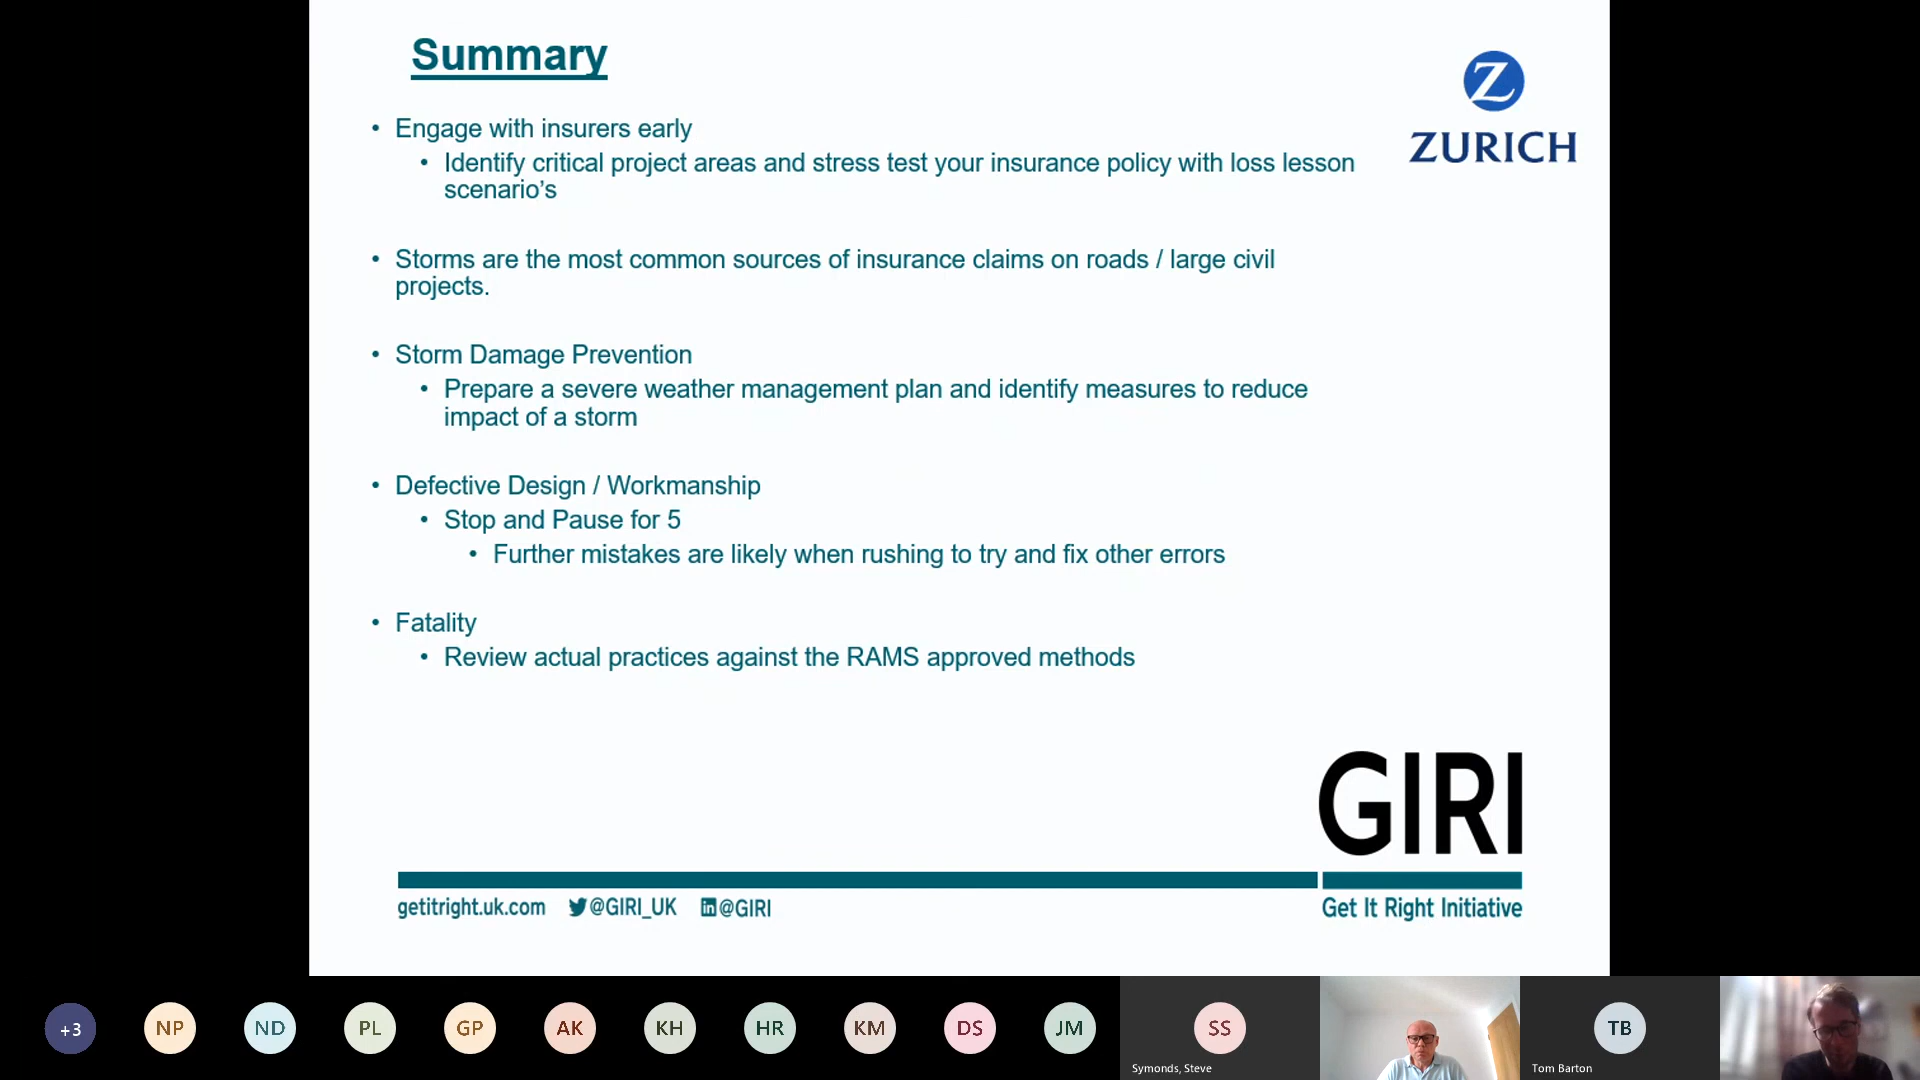 Summary
Z
ZURICH
• Engage with insurers early
• Identify critical project areas and stress test your insurance policy with loss lesson
scenario's
• Storms are the most common sources of insurance claims on roads / large civil
projects.
• Storm Damage Prevention
• Prepare a severe weather management plan and identify measures to reduce
impact of a storm
• Defective Design / Workmanship
• Stop and Pause for 5
• Further mistakes are likely when rushing to try and fix other errors
• Fatality
• Review actual practices against the RAMS approved methods
GIRI
getitright.uk.com @GIRI_UK in @GIRI
Get It Right Initiative
+3 NP ND PL GP AK KH HR KM DS JM SS TB
Symonds, Steve
Tom Barton